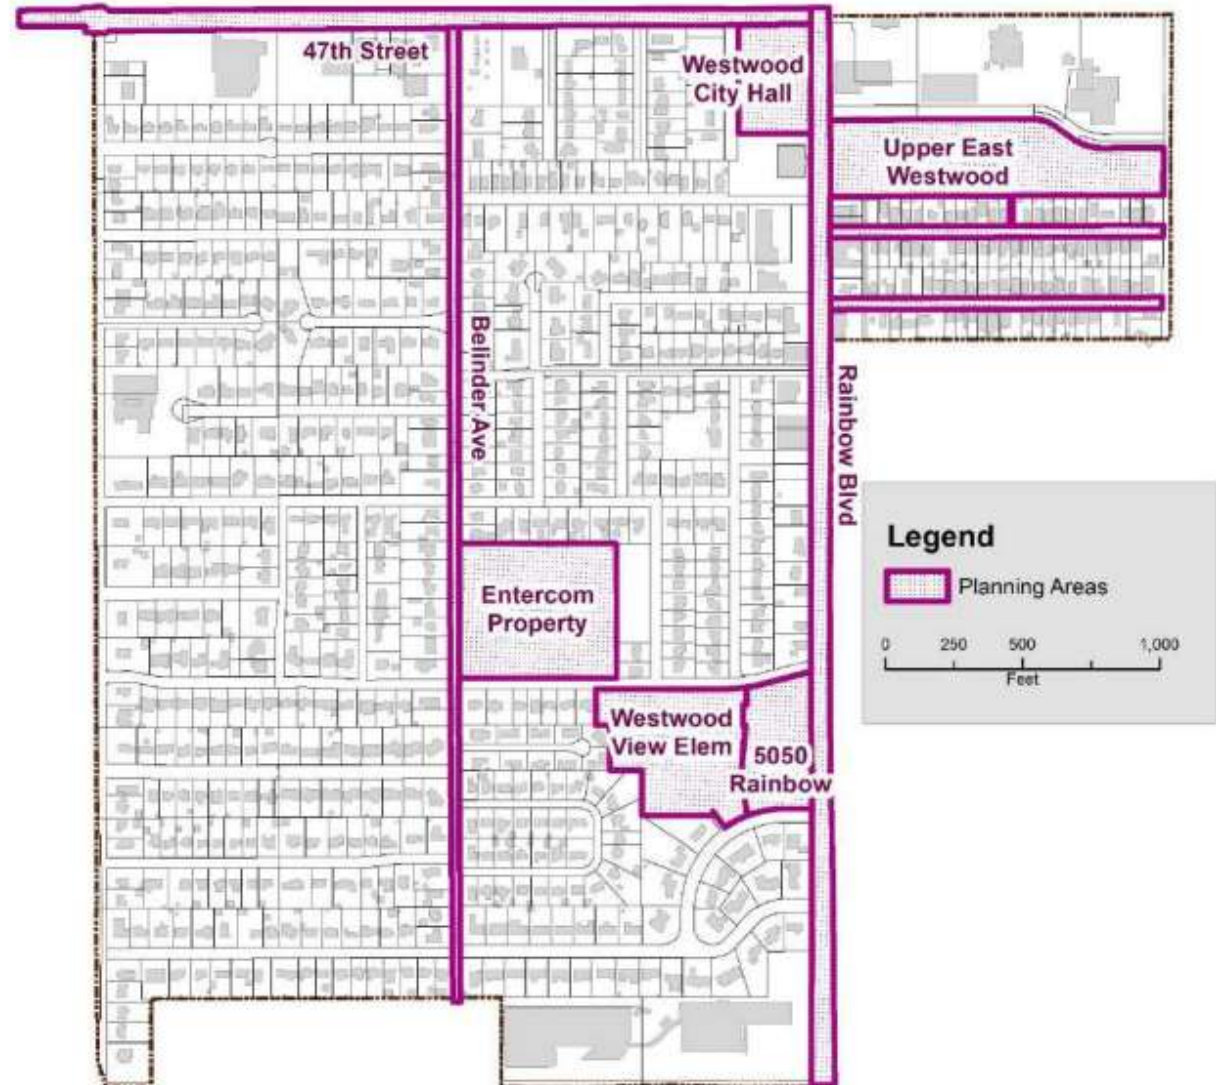 47th Street
Westwood
City Hall
Upper East
Westwood
Belinder Ave
Rainbow Blvd
Entercom
Property
Westwood
View Elem
5050
Rainbow
Legend
Planning Areas
0 250 500 1,000
Feet